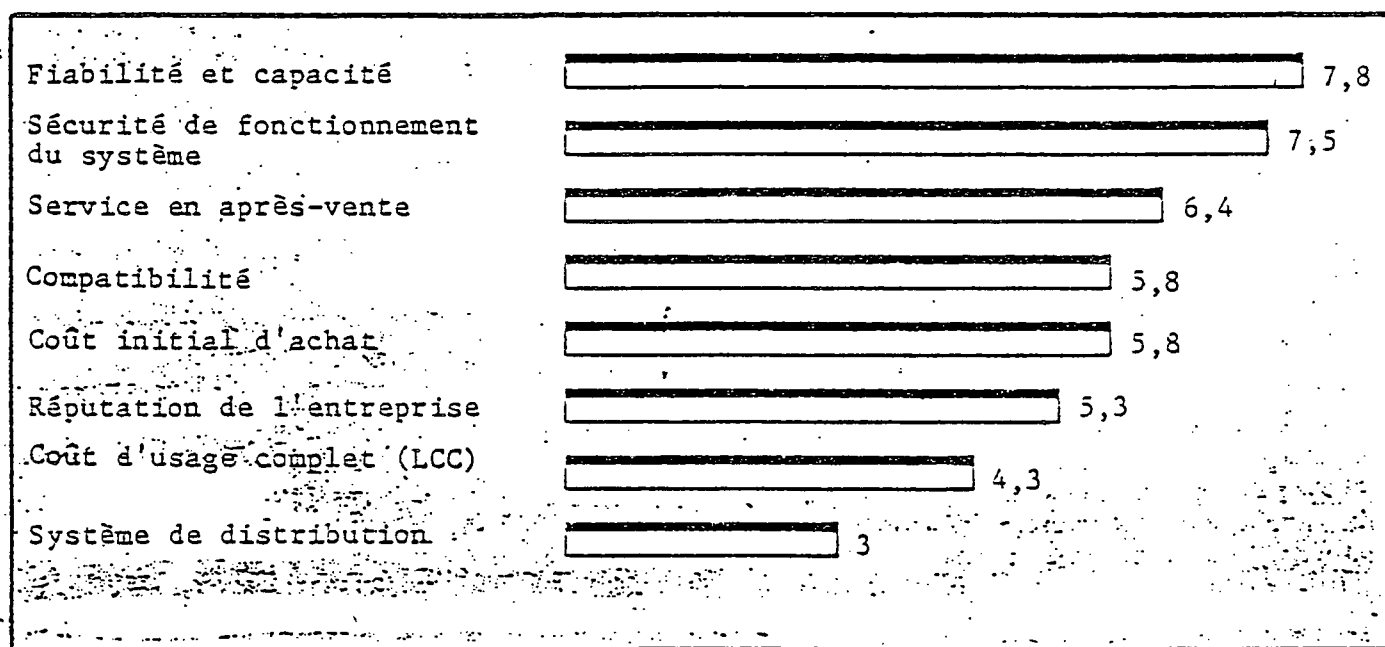 Fiabilité et capacité 7,8
Sécurité de fonctionnement
du système 7,5
Service en après-vente 6,4
Compatibilité 5,8
Coût initial d'achat 5,8
Réputation de l'entreprise 5,3
Coût d'usage complet (LCC) 4,3
Système de distribution 3